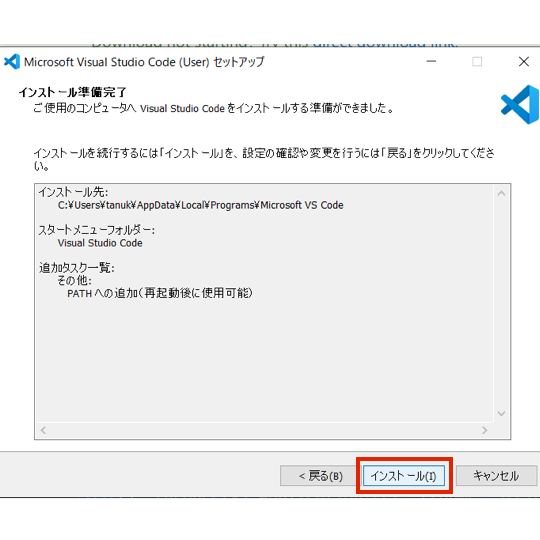 Download not starting? Try this direct download link.
Microsoft Visual Studio Code (User) セットアップ
インストール準備完了
ご使用のコンピュータへ Visual Studio Code をインストールする準備ができました。
インストールを続行するには「インストール」を、設定の確認や変更を行うには「戻る」をクリックしてくださ
い。
インストール先:
C:¥Users¥tanuk¥AppData¥Local¥Programs¥Microsoft VS Code
スタートメニューフォルダー:
Visual Studio Code
追加タスク一覧:
その他:
PATH への追加(再起動後に使用可能)
< 戻る(B) インストール(I) キャンセル